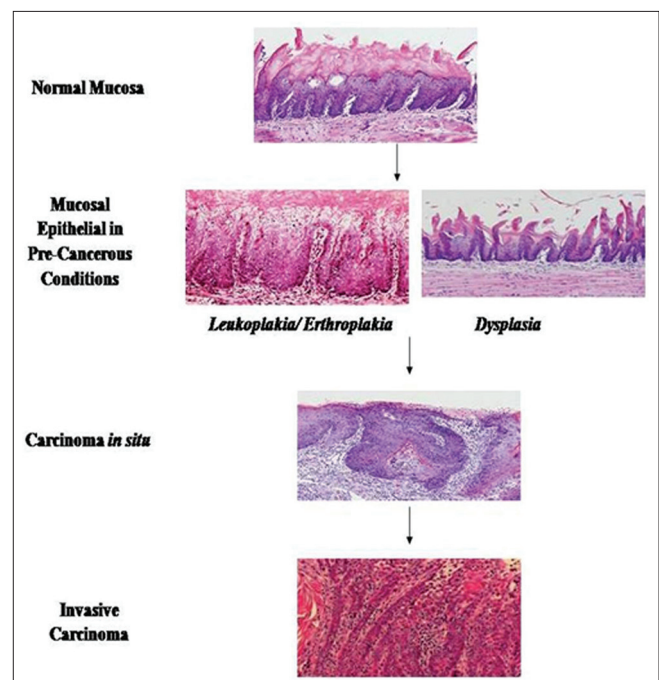 Normal Mucosa
Mucosal
Epithelial in
Pre-Cancerous
Conditions
Leukoplakia/ Erthroplakia
Dysplasia
Carcinoma in situ
Invasive
Carcinoma